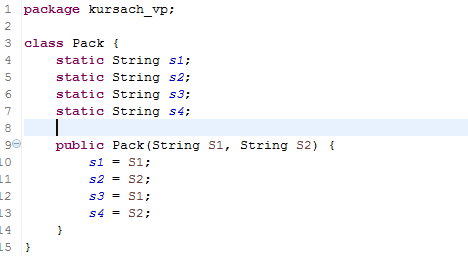 1 package kursach_vp;
2
3 class Pack {
4     static String s1;
5     static String s2;
6     static String s3;
7     static String s4;
8
9     public Pack(String S1, String S2) {
10         s1 = S1;
11         s2 = S2;
12         s3 = S1;
13         s4 = S2;
14     }
15 }